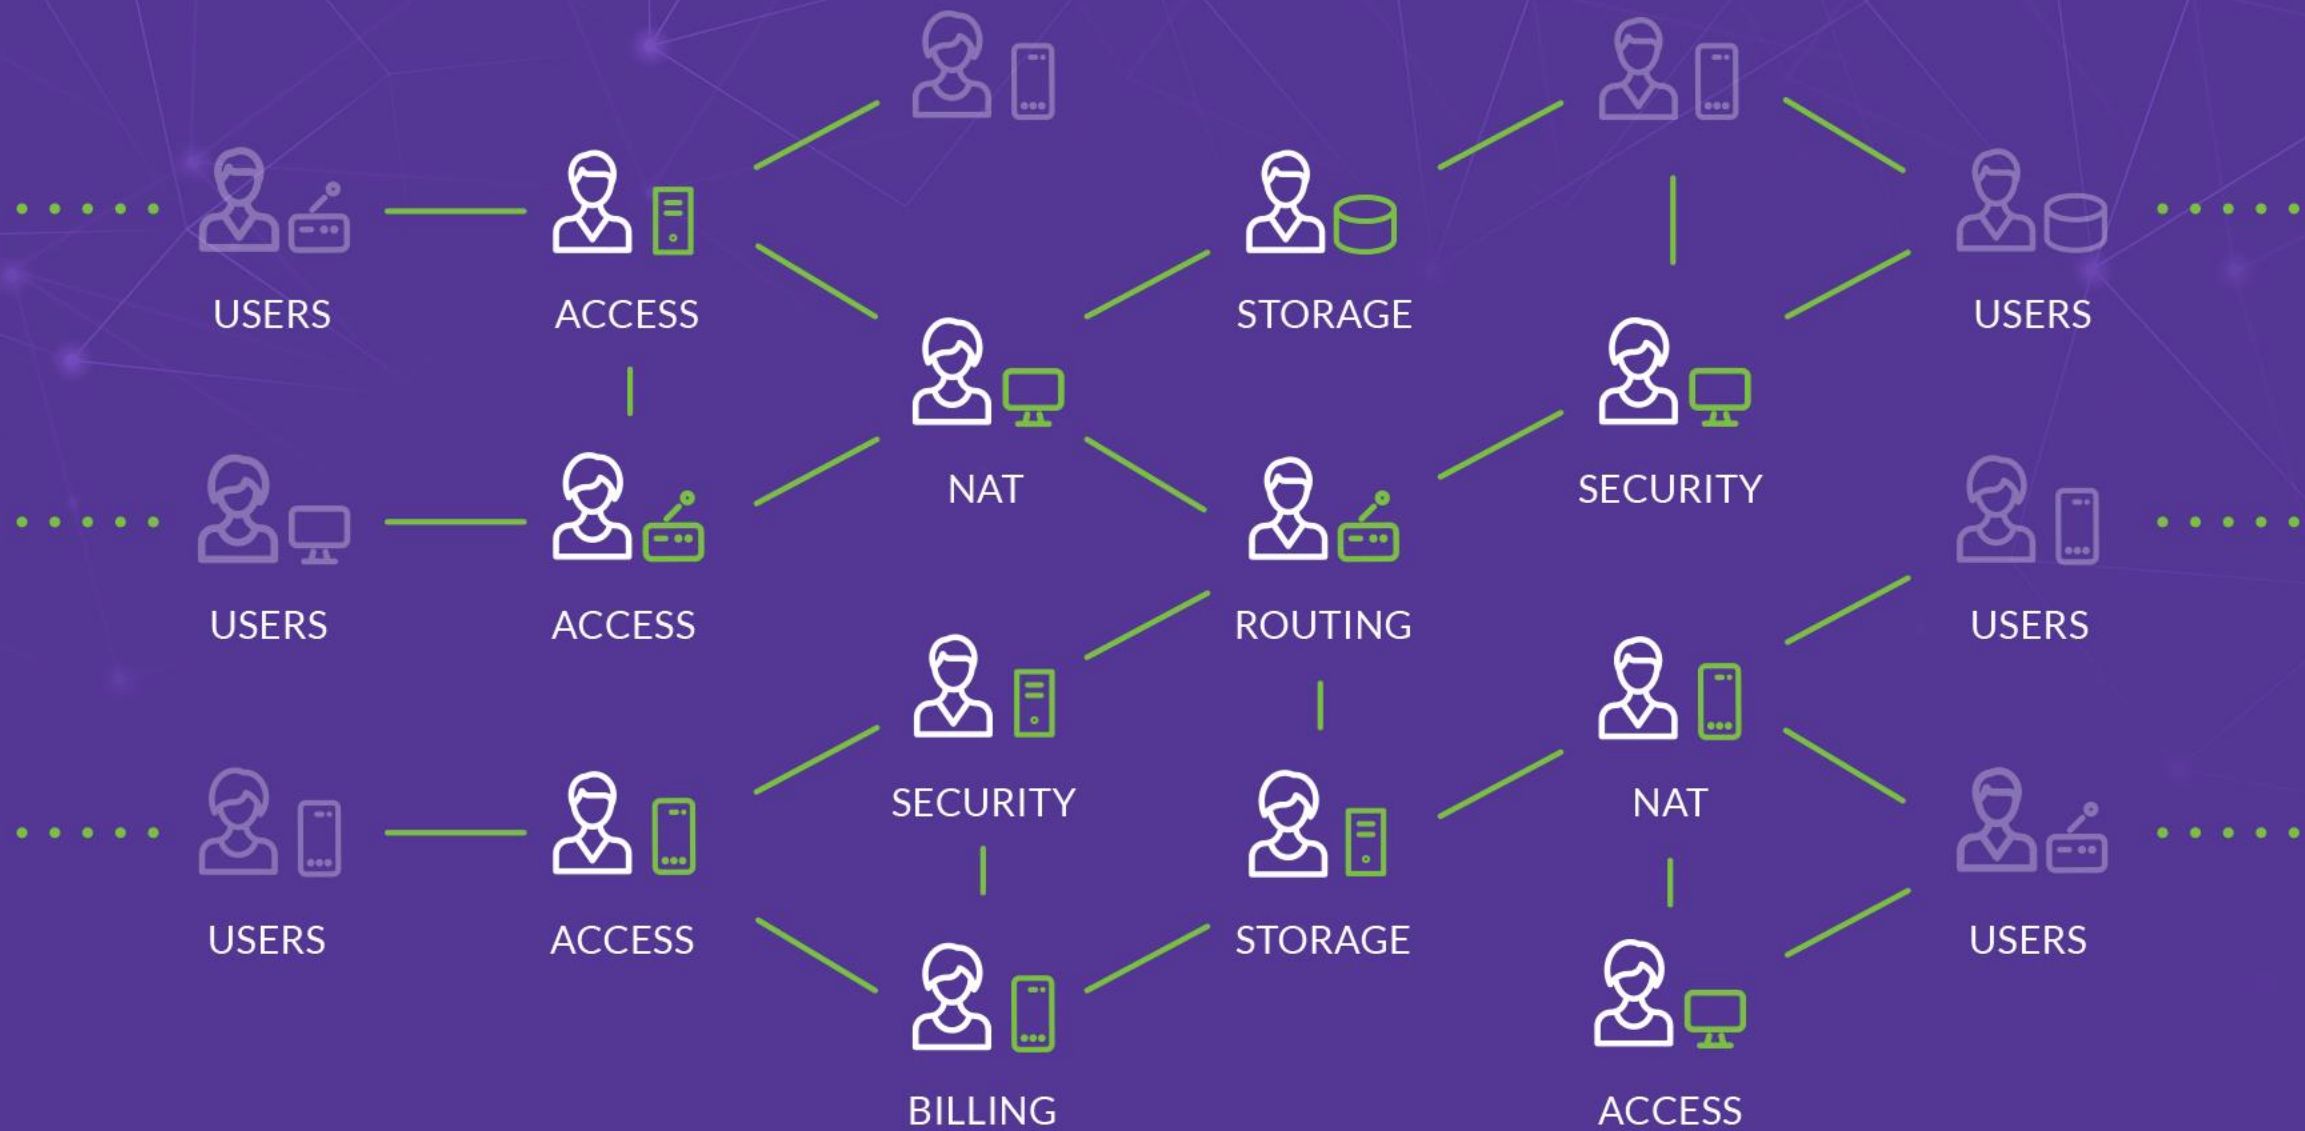 USERS
ACCESS
STORAGE
USERS
NAT
SECURITY
USERS
ACCESS
ROUTING
USERS
SECURITY
NAT
USERS
ACCESS
STORAGE
USERS
BILLING
ACCESS